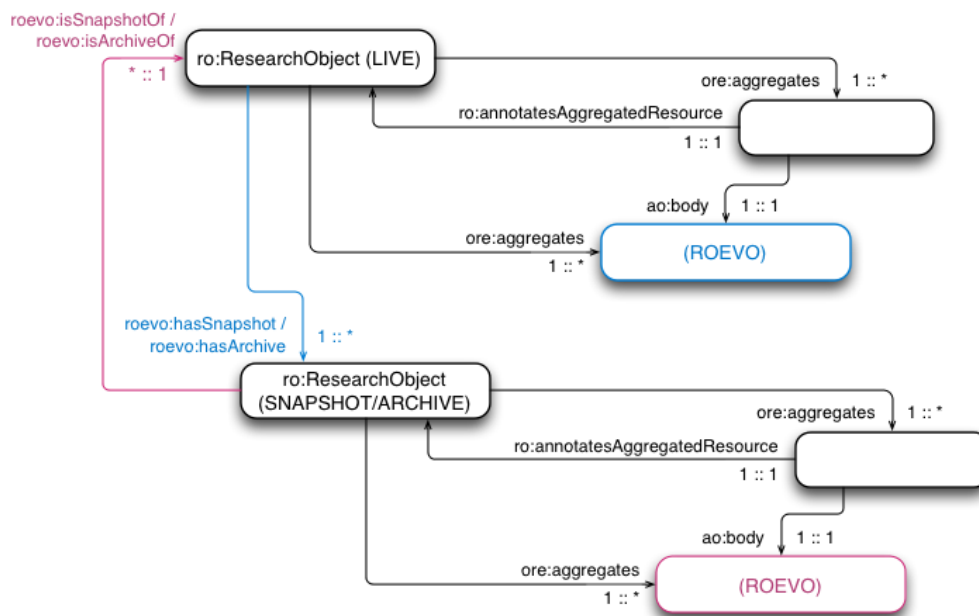 roevo:isSnapshotOf /
roevo:isArchiveOf
* :: 1
ro:ResearchObject (LIVE)
ore:aggregates
1 :: *
ro:annotatesAggregatedResource
1 :: 1
ao:body
1 :: 1
ore:aggregates
1 :: *
(ROEVO)
roevo:hasSnapshot /
roevo:hasArchive
1 :: *
ro:ResearchObject
(SNAPSHOT/ARCHIVE)
ore:aggregates
1 :: *
ro:annotatesAggregatedResource
1 :: 1
ao:body
1 :: 1
ore:aggregates
1 :: *
(ROEVO)